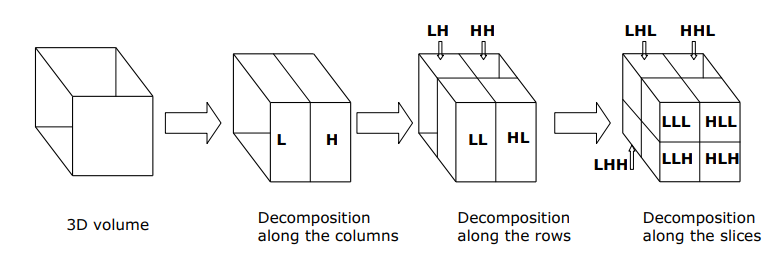 LH HH
LHL HHL
L H
LL HL
LLL HLL
LLH HLH
LHH
3D volume
Decomposition
along the columns
Decomposition
along the rows
Decomposition
along the slices